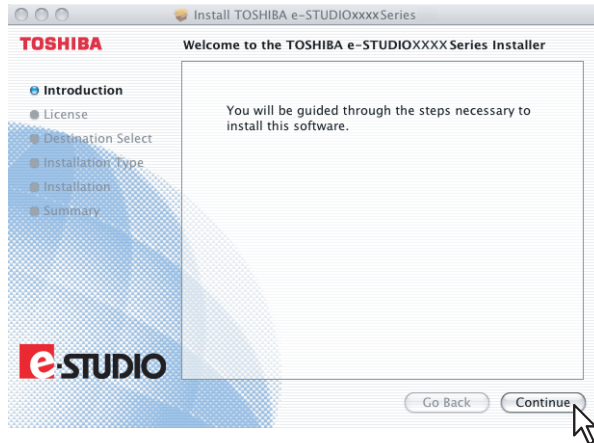 Install TOSHIBA e-STUDIOxxxxSeries
TOSHIBA
Welcome to the TOSHIBA e-STUDIOXXXX Series Installer
Introduction
License
Destination Select
Installation Type
Installation
Summary
You will be guided through the steps necessary to
install this software.
e-STUDIO
Go Back
Continue